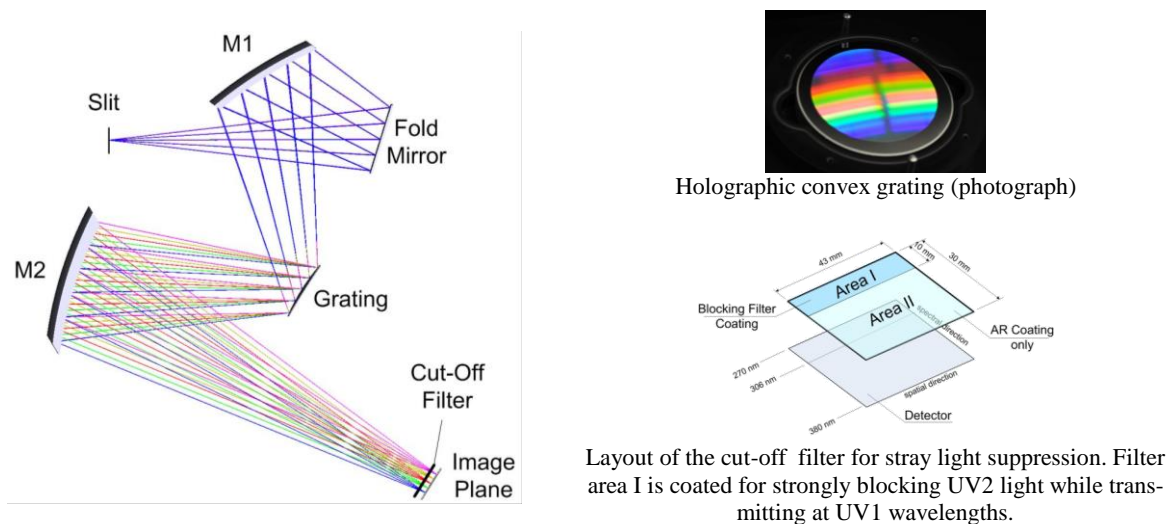 M1
Slit
Fold
Mirror
M2
Grating
Cut-Off
Filter
Image
Plane
Holographic convex grating (photograph)
43 mm
10 mm
30 mm
Area I
Blocking Filter
Coating
Area II
spectral direction
AR Coating
only
270 nm
306 nm
spatial direction
380 nm
Detector
Layout of the cut-off filter for stray light suppression. Filter
area I is coated for strongly blocking UV2 light while trans-
mitting at UV1 wavelengths.